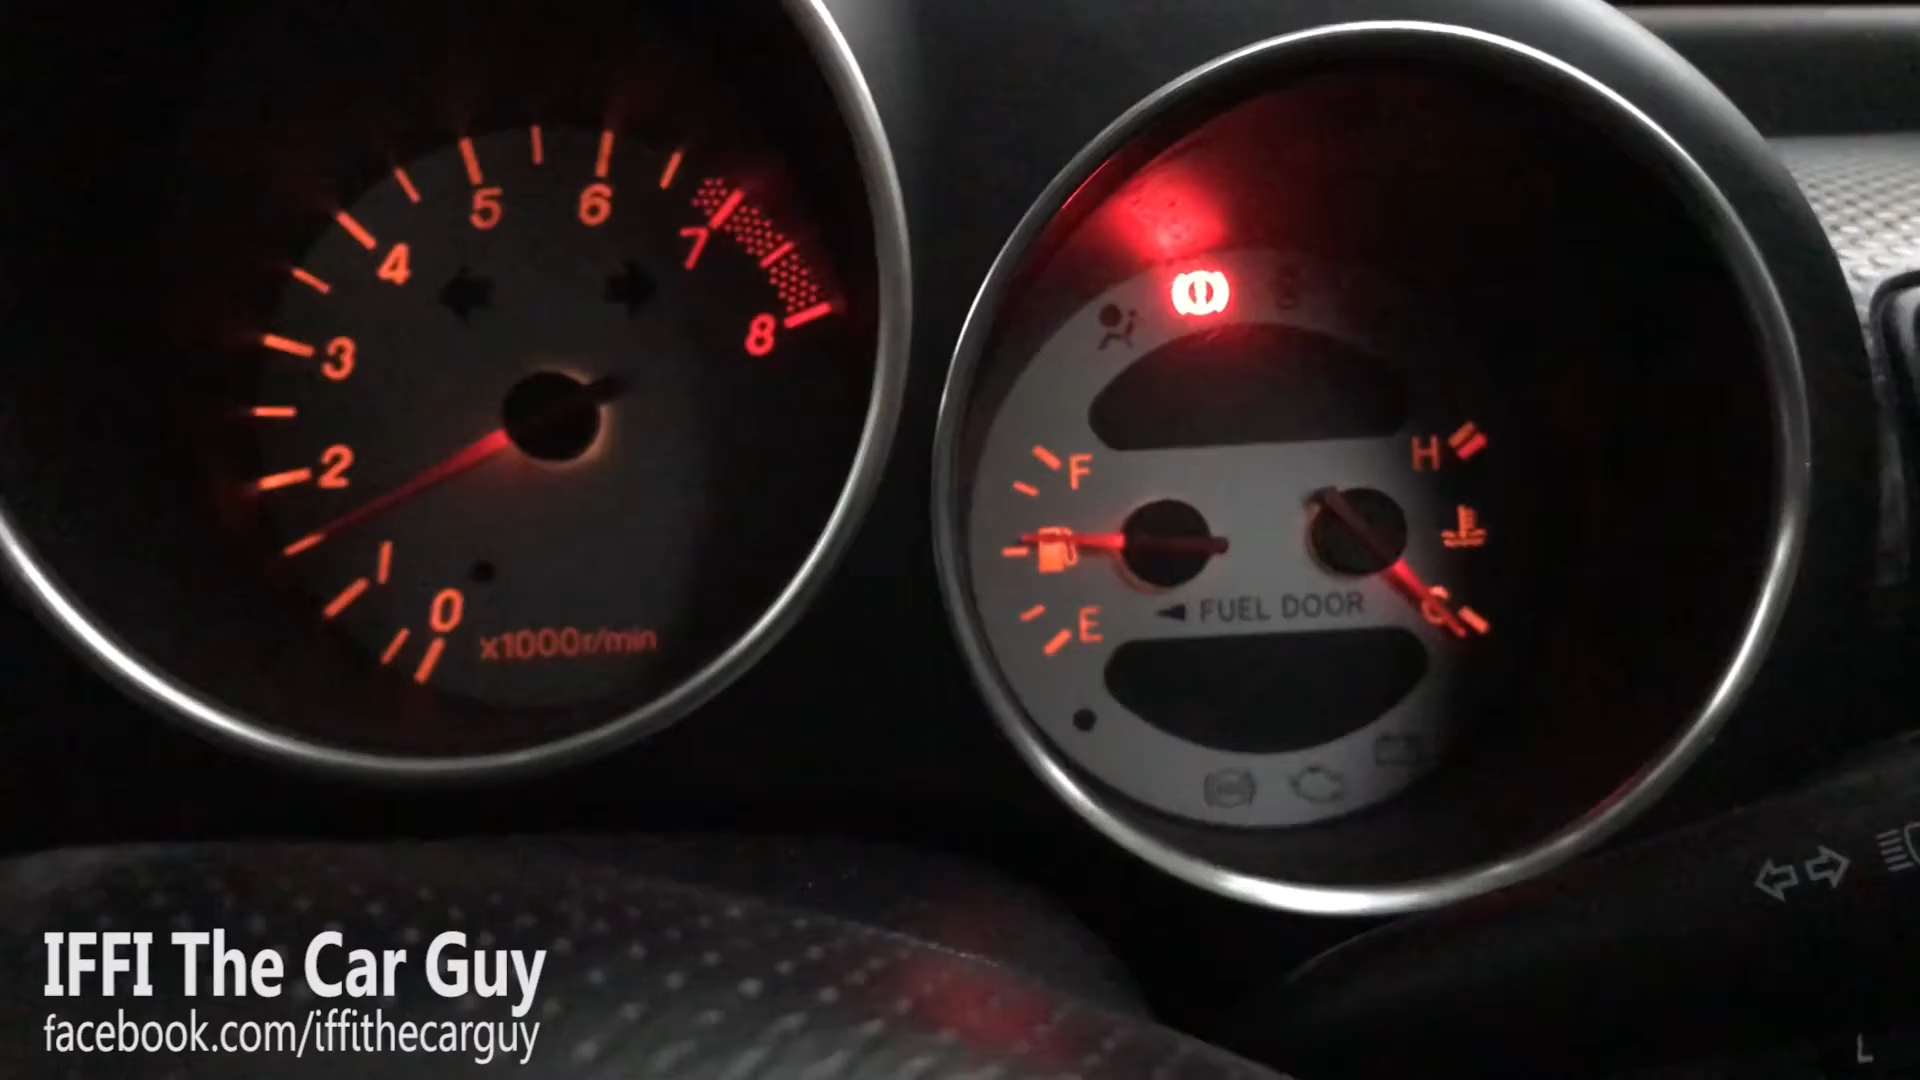 5
6
4
7
3
8
2
1
0
x1000r/min
F
H
E
C
◄ FUEL DOOR
IFFI The Car Guy
facebook.com/iffithecarguy
L